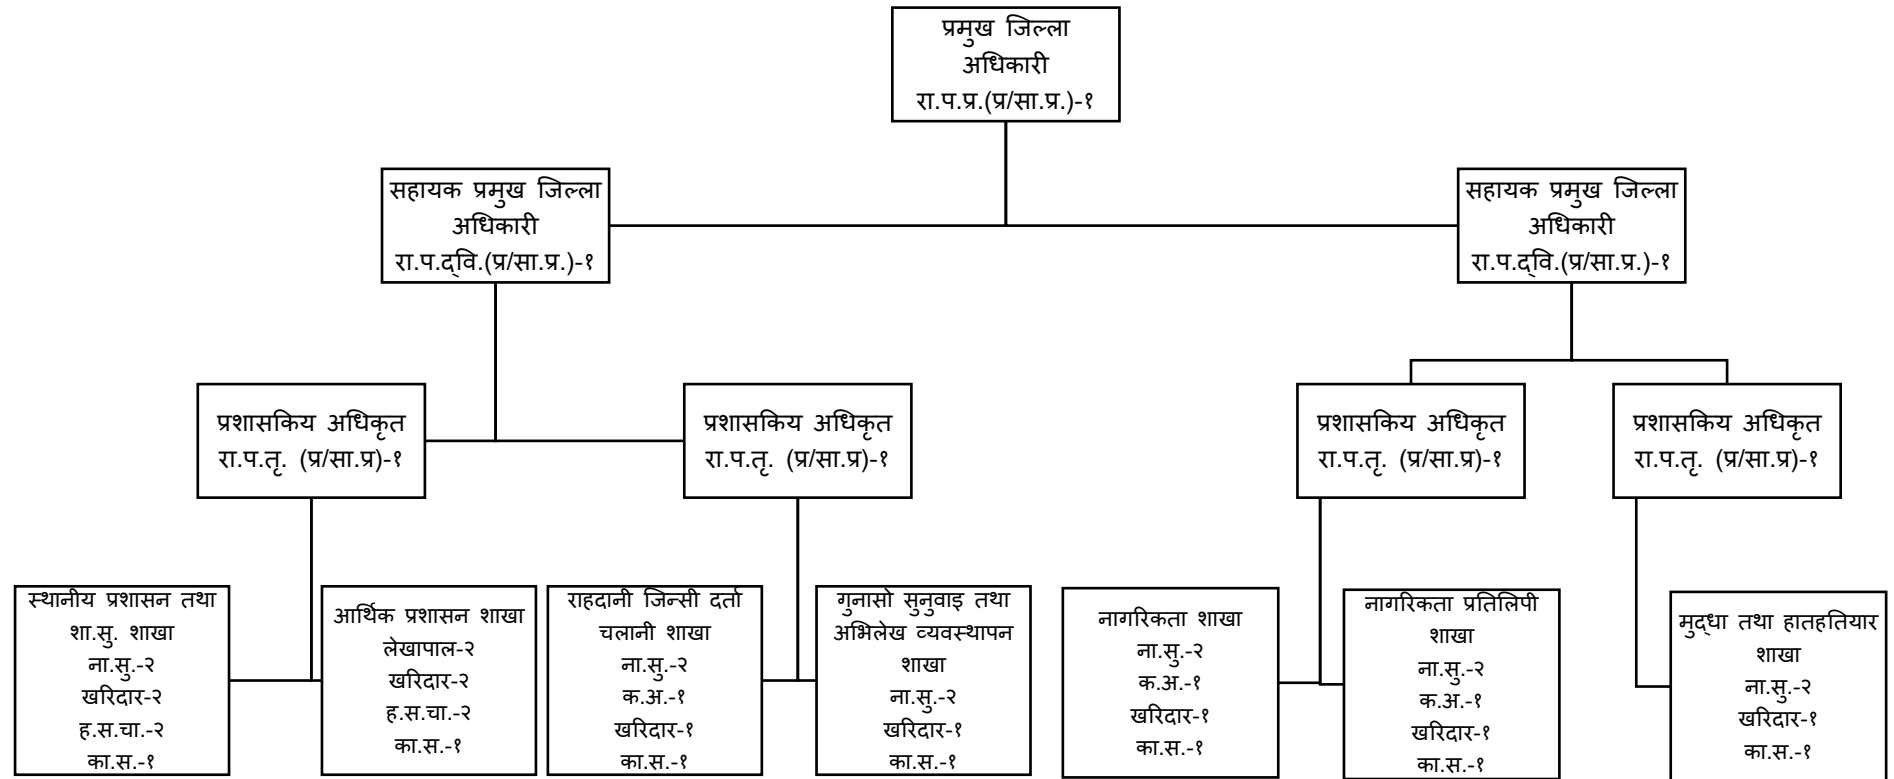 प्रमुख जिल्ला
अधिकारी
रा.प.प्र.(प्र/सा.प्र.)-१
सहायक प्रमुख जिल्ला
अधिकारी
रा.प.द्वि.(प्र/सा.प्र.)-१
सहायक प्रमुख जिल्ला
अधिकारी
रा.प.द्वि.(प्र/सा.प्र.)-१
प्रशासकिय अधिकृत
रा.प.तृ. (प्र/सा.प्र)-१
प्रशासकिय अधिकृत
रा.प.तृ. (प्र/सा.प्र)-१
प्रशासकिय अधिकृत
रा.प.तृ. (प्र/सा.प्र)-१
प्रशासकिय अधिकृत
रा.प.तृ. (प्र/सा.प्र)-१
स्थानीय प्रशासन तथा
शा.सु. शाखा
ना.सु.-२
खरिदार-२
ह.स.चा.-२
का.स.-१
आर्थिक प्रशासन शाखा
लेखापाल-२
खरिदार-२
ह.स.चा.-२
का.स.-१
राहदानी जिन्सी दर्ता
चलानी शाखा
ना.सु.-२
क.अ.-१
खरिदार-१
का.स.-१
गुनासो सुनुवाइ तथा
अभिलेख व्यवस्थापन
शाखा
ना.सु.-२
खरिदार-१
का.स.-१
नागरिकता शाखा
ना.सु.-२
क.अ.-१
खरिदार-१
का.स.-१
नागरिकता प्रतिलिपी
शाखा
ना.सु.-२
क.अ.-१
खरिदार-१
का.स.-१
मुद्धा तथा हातहतियार
शाखा
ना.सु.-२
खरिदार-१
का.स.-१